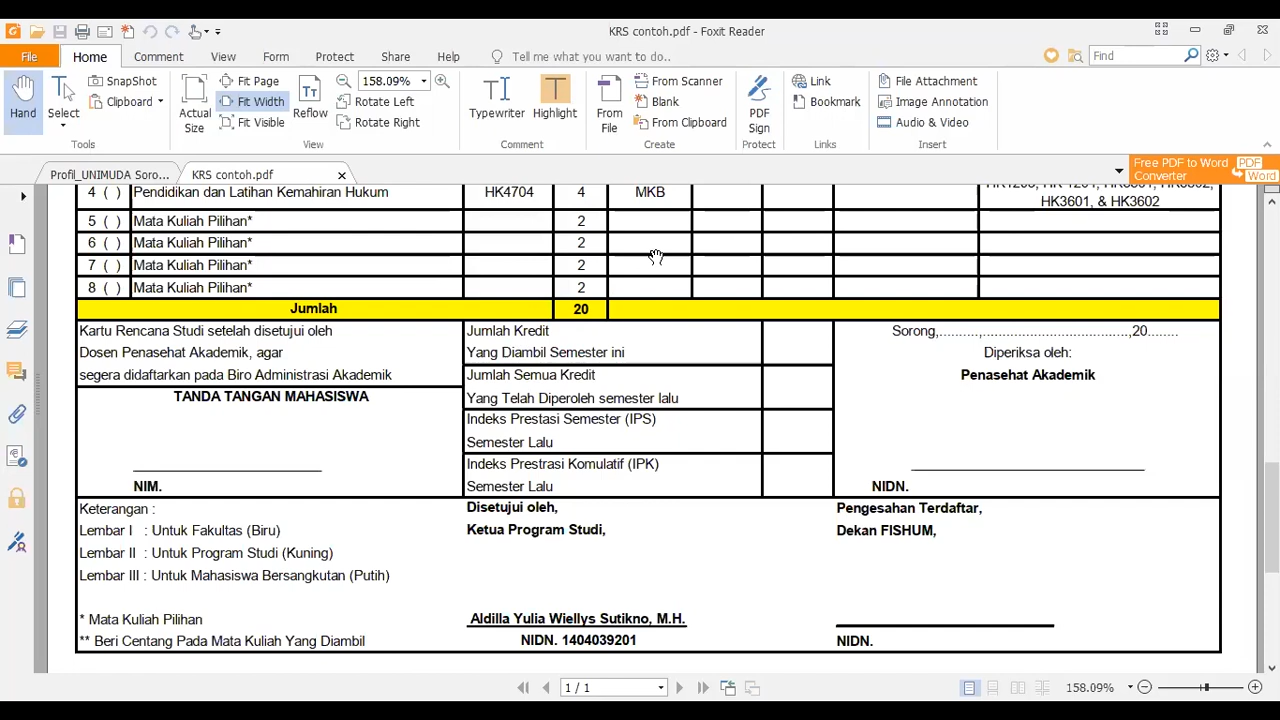 KRS contoh.pdf - Foxit Reader
File Home Comment View Form Protect Share Help Tell me what you want to do.. Find
Hand
Select
SnapShot
Clipboard
Tools
Actual Size
Fit Page
Fit Width
Fit Visible
Reflow
158.09%
Rotate Left
Rotate Right
View
Typewriter
Highlight
Comment
From File
From Scanner
Blank
From Clipboard
Create
PDF Sign
Protect
Link
Bookmark
Links
File Attachment
Image Annotation
Audio & Video
Insert
Profil_UNIMUDA Soro... KRS contoh.pdf
Free PDF to Word Converter
PDF
Word
4 ( ) Pendidikan dan Latihan Kemahiran Hukum HK4704 4 MKB
HK3601, & HK3602
5 ( ) Mata Kuliah Pilihan* 2
6 ( ) Mata Kuliah Pilihan* 2
7 ( ) Mata Kuliah Pilihan* 2
8 ( ) Mata Kuliah Pilihan* 2
Jumlah 20
Kartu Rencana Studi setelah disetujui oleh
Dosen Penasehat Akademik, agar
segera didaftarkan pada Biro Administrasi Akademik
TANDA TANGAN MAHASISWA
NIM.
Jumlah Kredit
Yang Diambil Semester ini
Jumlah Semua Kredit
Yang Telah Diperoleh semester lalu
Indeks Prestasi Semester (IPS)
Semester Lalu
Indeks Prestrasi Komulatif (IPK)
Semester Lalu
Sorong,..........,.....................................,20........
Diperiksa oleh:
Penasehat Akademik
NIDN.
Keterangan :
Lembar I : Untuk Fakultas (Biru)
Lembar II : Untuk Program Studi (Kuning)
Lembar III : Untuk Mahasiswa Bersangkutan (Putih)
* Mata Kuliah Pilihan
** Beri Centang Pada Mata Kuliah Yang Diambil
Disetujui oleh,
Ketua Program Studi,
Aldilla Yulia Wiellys Sutikno, M.H.
NIDN. 1404039201
Pengesahan Terdaftar,
Dekan FISHUM,
NIDN.
1 / 1
158.09%